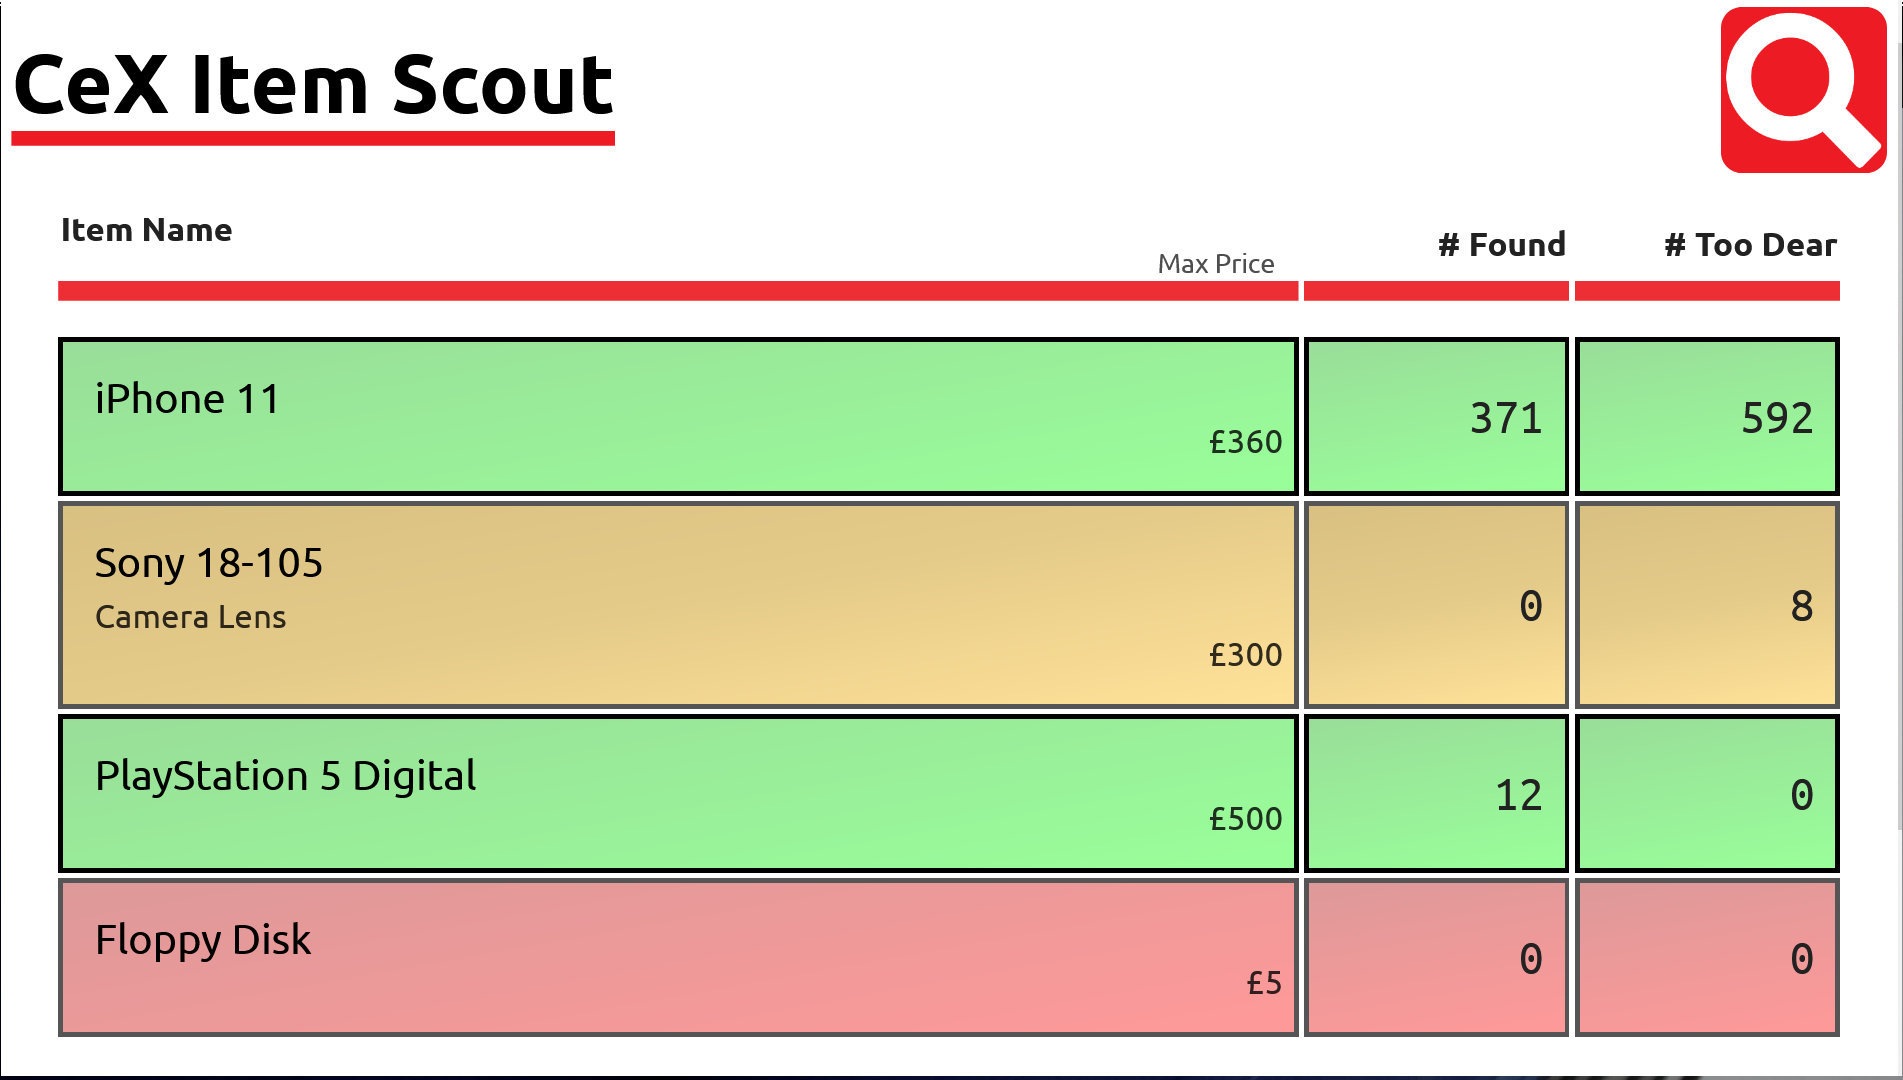 CeX Item Scout
Item Name
Max Price
# Found
# Too Dear
iPhone 11
£360
371
592
Sony 18-105
Camera Lens
£300
0
8
PlayStation 5 Digital
£500
12
0
Floppy Disk
£5
0
0